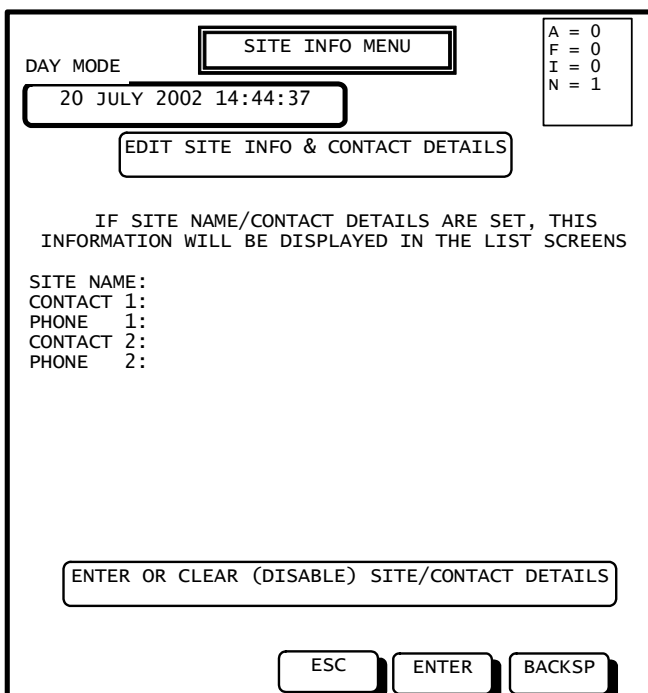 SITE INFO MENU
A = 0
F = 0
I = 0
N = 1
DAY MODE
20 JULY 2002 14:44:37
EDIT SITE INFO & CONTACT DETAILS
IF SITE NAME/CONTACT DETAILS ARE SET, THIS
INFORMATION WILL BE DISPLAYED IN THE LIST SCREENS
SITE NAME:
CONTACT 1:
PHONE 1:
CONTACT 2:
PHONE 2:
ENTER OR CLEAR (DISABLE) SITE/CONTACT DETAILS
ESC ENTER BACKSP